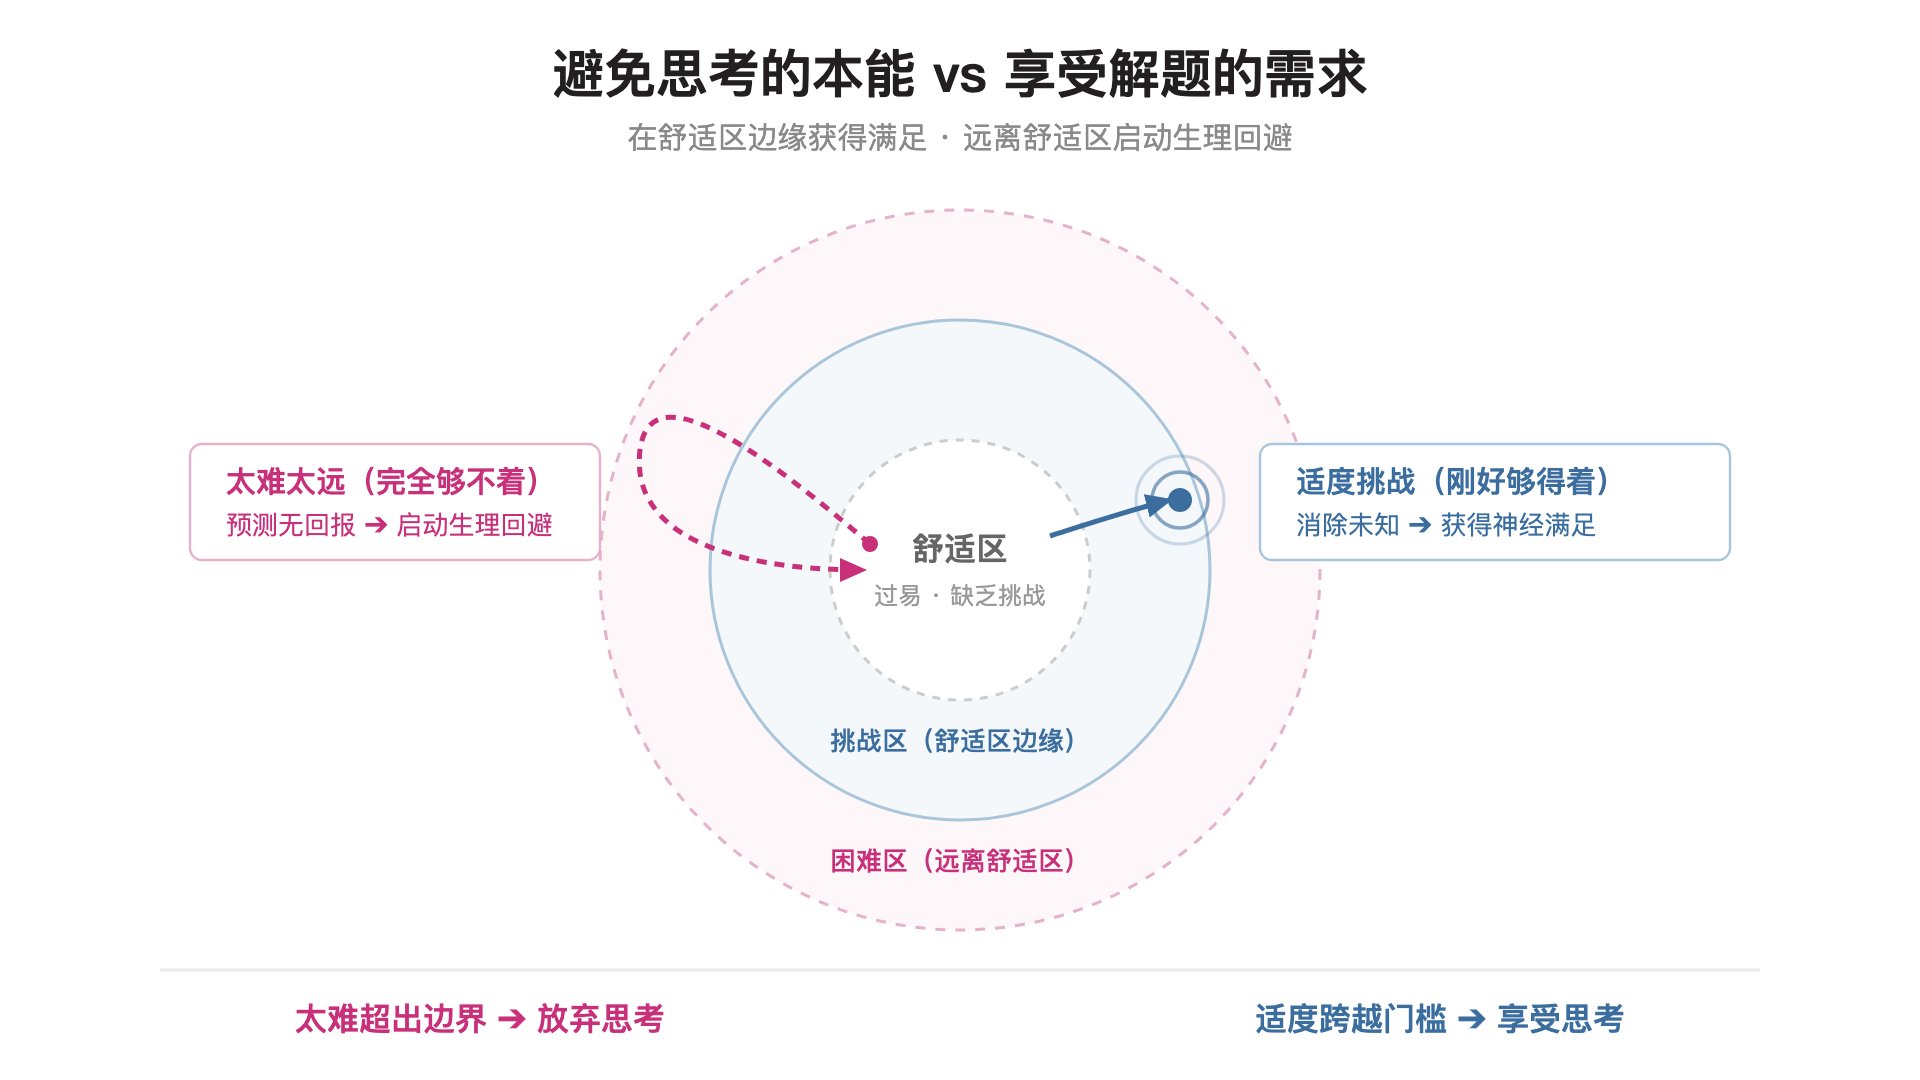 避免思考的本能 vs 享受解题的需求
在舒适区边缘获得满足 · 远离舒适区启动生理回避
太难太远（完全够不着）
预测无回报 ➔ 启动生理回避
适度挑战（刚好够得着）
消除未知 ➔ 获得神经满足
舒适区
过易 · 缺乏挑战
挑战区（舒适区边缘）
困难区（远离舒适区）
太难超出边界 ➔ 放弃思考
适度跨越门槛 ➔ 享受思考